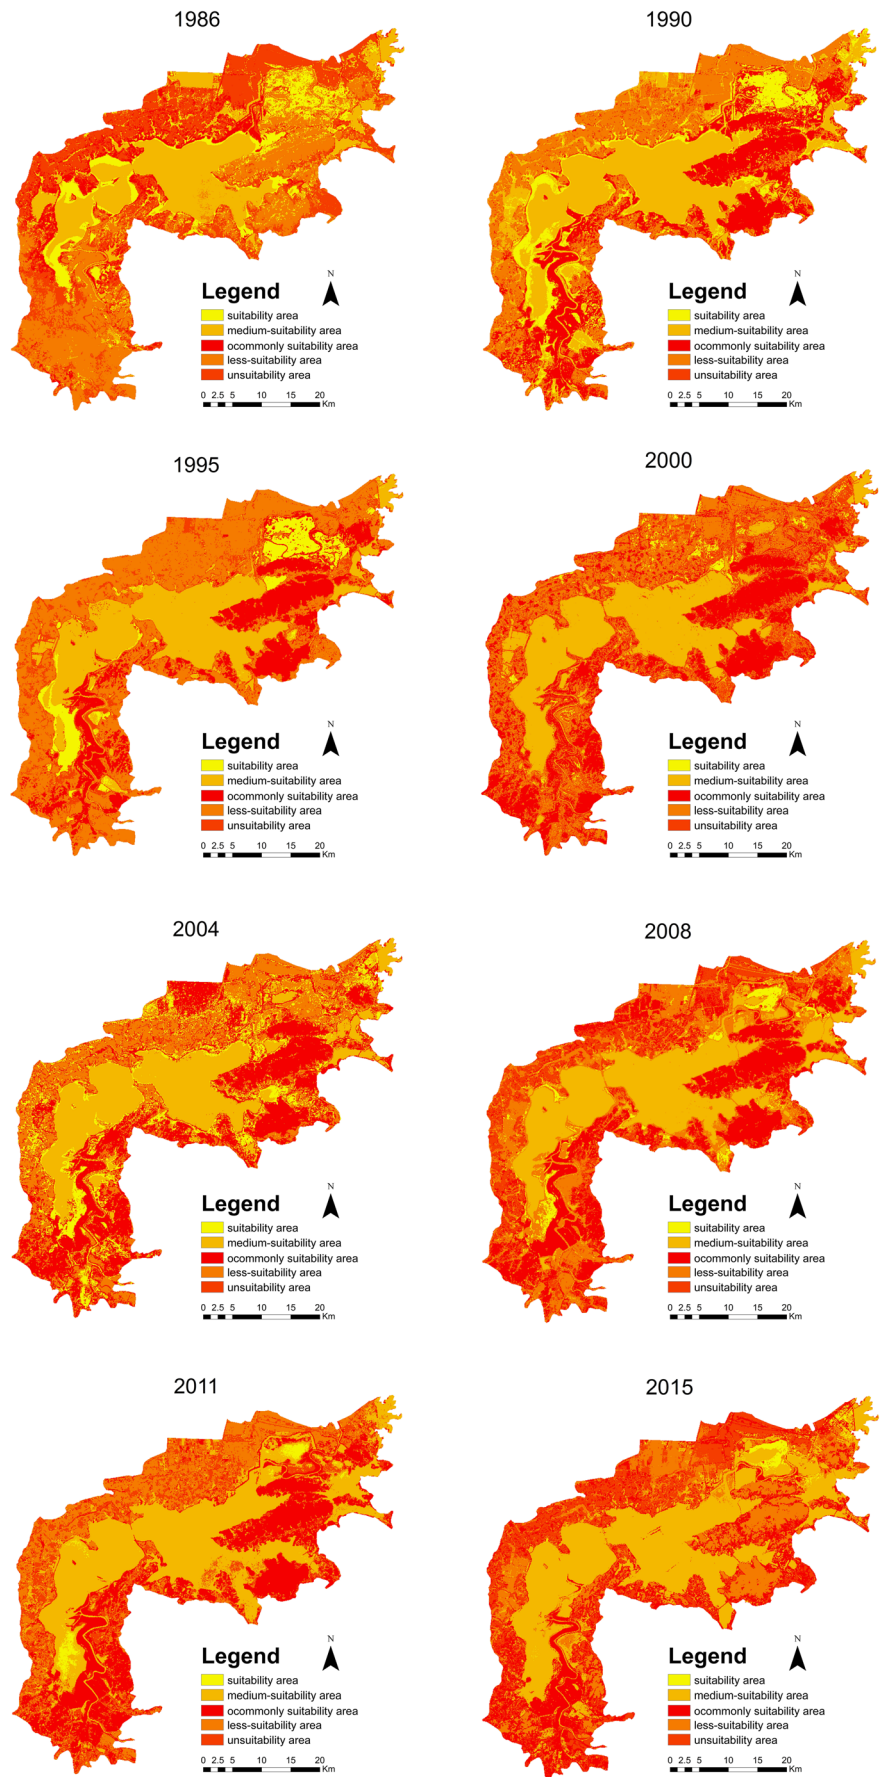 1986
N
Legend
suitability area
medium-suitability area
ocommonly suitability area
less-suitability area
unsuitability area
0 2.5 5 10 15 20
Km
1990
N
Legend
suitability area
medium-suitability area
ocommonly suitability area
less-suitability area
unsuitability area
0 2.5 5 10 15 20
Km
1995
N
Legend
suitability area
medium-suitability area
ocommonly suitability area
less-suitability area
unsuitability area
0 2.5 5 10 15 20
Km
2000
N
Legend
suitability area
medium-suitability area
ocommonly suitability area
less-suitability area
unsuitability area
0 2.5 5 10 15 20
Km
2004
N
Legend
suitability area
medium-suitability area
ocommonly suitability area
less-suitability area
unsuitability area
0 2.5 5 10 15 20
Km
2008
N
Legend
suitability area
medium-suitability area
ocommonly suitability area
less-suitability area
unsuitability area
0 2.5 5 10 15 20
Km
2011
N
Legend
suitability area
medium-suitability area
ocommonly suitability area
less-suitability area
unsuitability area
0 2.5 5 10 15 20
Km
2015
N
Legend
suitability area
medium-suitability area
ocommonly suitability area
less-suitability area
unsuitability area
0 2.5 5 10 15 20
Km